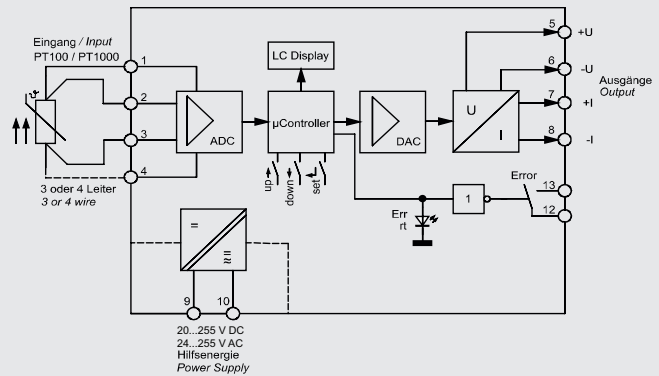 Eingang / Input
PT100 / PT1000
1
2
3
4
3 oder 4 Leiter
3 or 4 wire
ADC
LC Display
µController
up
down
set
DAC
U
I
5
+U
6
-U
Ausgänge
Output
7
+I
8
-I
Err
rt
1
Error
13
12
=
≈=
9
10
20...255 V DC
24...255 V AC
Hilfsenergie
Power Supply